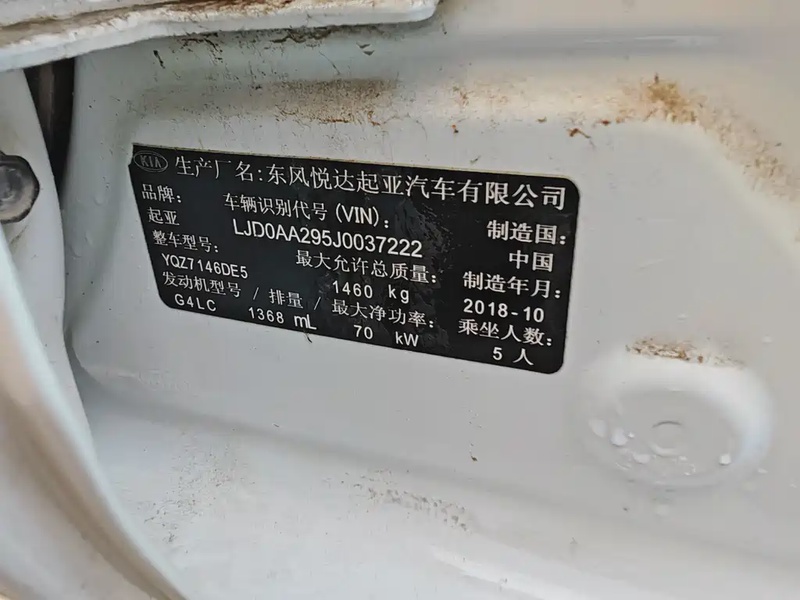 KIA 生产厂名:东风悦达起亚汽车有限公司
品牌: 车辆识别代号(VIN): 制造国:
起亚 LJD0AA295J0037222 中国
整车型号: 最大允许总质量: 制造年月:
YQZ7146DE5 1460 kg 2018-10
发动机型号 / 排量 / 最大净功率: 乘坐人数:
G4LC 1368 mL 70 kW 5 人